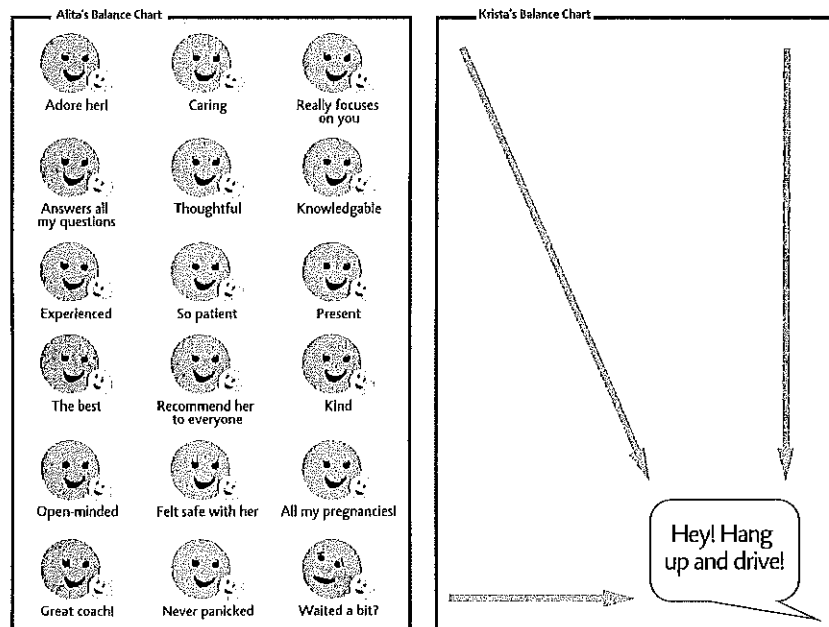 Alita's Balance Chart
Adore her!
Caring
Really focuses
on you
Answers all
my questions
Thoughtful
Knowledgable
Experienced
So patient
Present
The best
Recommend her
to everyone
Kind
Open-minded
Felt safe with her
All my pregnancies!
Great coach!
Never panicked
Waited a bit?
Krista's Balance Chart
Hey! Hang
up and drive!